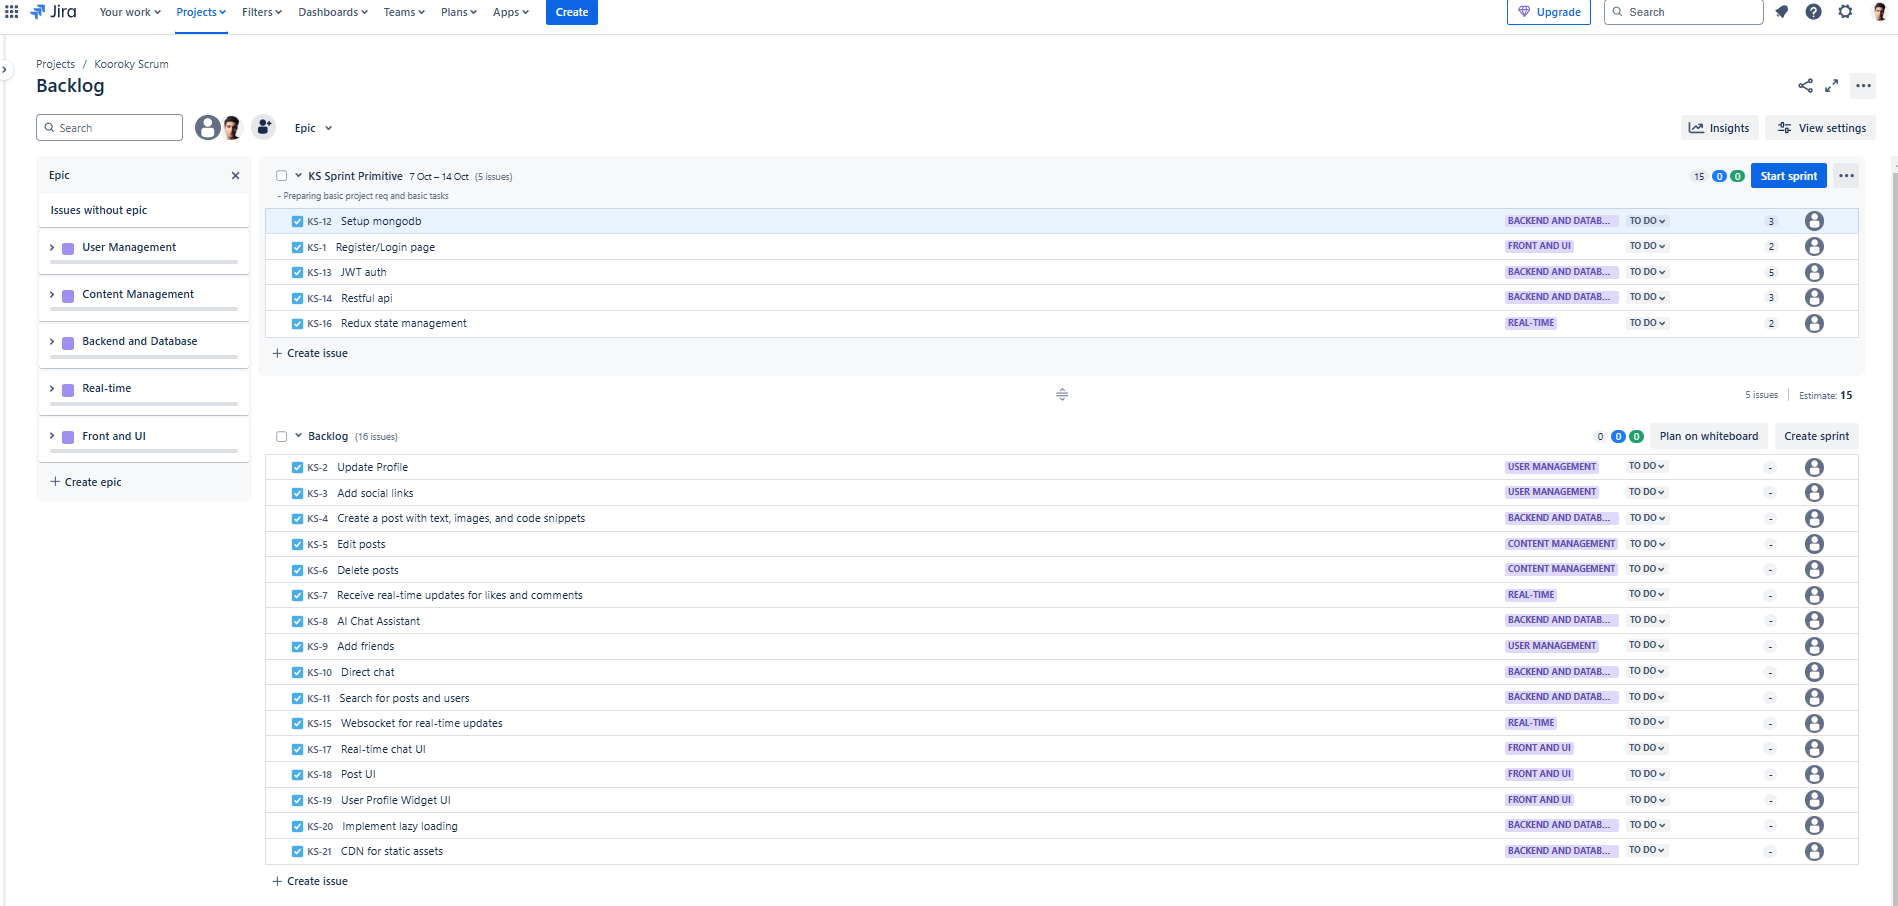 Jira Your work Projects Filters Dashboards Teams Plans Apps Create Upgrade Search
Projects / Kooroky Scrum
Backlog
Search Epic Insights View settings
Epic
Issues without epic
User Management
Content Management
Backend and Database
Real-time
Front and UI
+ Create epic
KS Sprint Primitive 7 Oct – 14 Oct (5 issues) 15 0 0 Start sprint
- Preparing basic project req and basic tasks
KS-12 Setup mongodb BACKEND AND DATAB... TO DO 3
KS-1 Register/Login page FRONT AND UI TO DO 2
KS-13 JWT auth BACKEND AND DATAB... TO DO 5
KS-14 Restful api BACKEND AND DATAB... TO DO 3
KS-16 Redux state management REAL-TIME TO DO 2
+ Create issue
5 issues Estimate: 15
Backlog (16 issues) 0 0 0 Plan on whiteboard Create sprint
KS-2 Update Profile USER MANAGEMENT TO DO -
KS-3 Add social links USER MANAGEMENT TO DO -
KS-4 Create a post with text, images, and code snippets BACKEND AND DATAB... TO DO -
KS-5 Edit posts CONTENT MANAGEMENT TO DO -
KS-6 Delete posts CONTENT MANAGEMENT TO DO -
KS-7 Receive real-time updates for likes and comments REAL-TIME TO DO -
KS-8 AI Chat Assistant BACKEND AND DATAB... TO DO -
KS-9 Add friends USER MANAGEMENT TO DO -
KS-10 Direct chat BACKEND AND DATAB... TO DO -
KS-11 Search for posts and users BACKEND AND DATAB... TO DO -
KS-15 Websocket for real-time updates REAL-TIME TO DO -
KS-17 Real-time chat UI FRONT AND UI TO DO -
KS-18 Post UI FRONT AND UI TO DO -
KS-19 User Profile Widget UI FRONT AND UI TO DO -
KS-20 Implement lazy loading BACKEND AND DATAB... TO DO -
KS-21 CDN for static assets BACKEND AND DATAB... TO DO -
+ Create issue